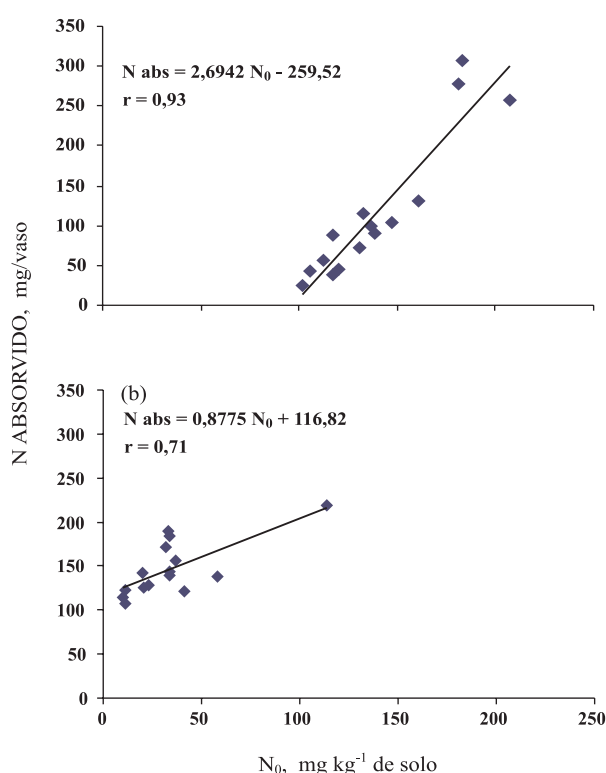 350
300
250
200
150
100
50
0
N abs = 2,6942 N₀ - 259,52
r = 0,93
N ABSORVIDO, mg/vaso
350
300
250
200
150
100
50
0
(b)
N abs = 0,8775 N₀ + 116,82
r = 0,71
0 50 100 150 200 250
N₀, mg kg⁻¹ de solo